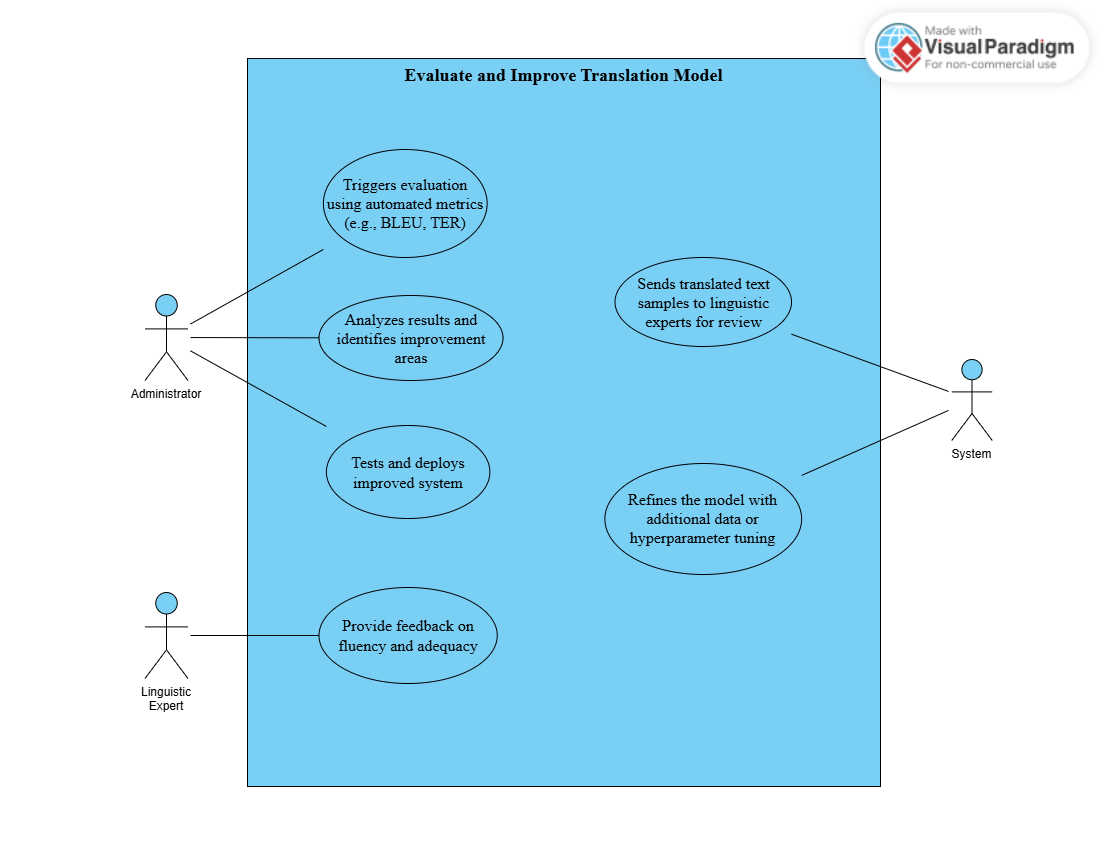 Made with
Visual Paradigm
For non-commercial use
Evaluate and Improve Translation Model
Triggers evaluation
using automated metrics
(e.g., BLEU, TER)
Analyzes results and
identifies improvement
areas
Tests and deploys
improved system
Provide feedback on
fluency and adequacy
Sends translated text
samples to linguistic
experts for review
Refines the model with
additional data or
hyperparameter tuning
Administrator
Linguistic
Expert
System